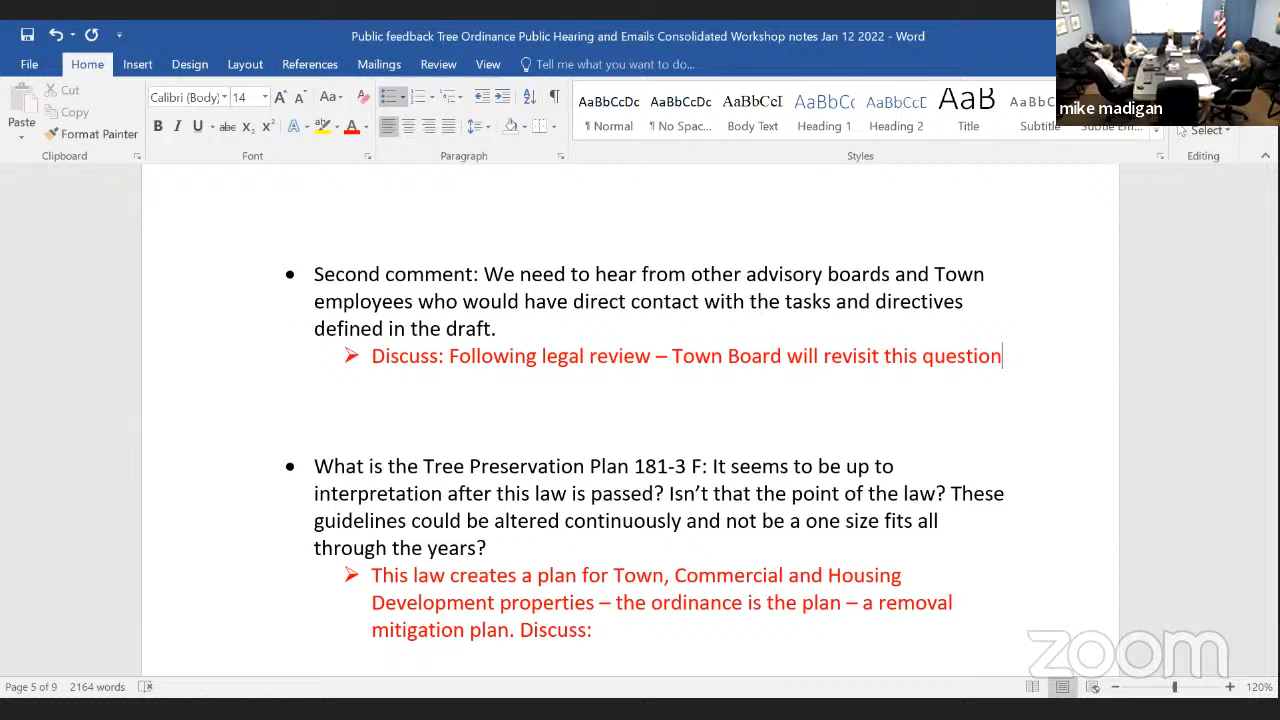 Public feedback Tree Ordinance Public Hearing and Emails Consolidated Workshop notes Jan 12 2022 - Word
File Home Insert Design Layout References Mailings Review View Tell me what you want to do...
Cut
Copy
Format Painter
Paste
Clipboard
Calibri (Body) 14
Font
Paragraph
AaBbCcDc AaBbCcDc AaBbCcI AaBbCc AaBbCcD AaB AaBbCc
¶ Normal ¶ No Spac... Body Text Heading 1 Heading 2 Title Subtitle Subtle Em...
Styles
Select
Editing
mike madigan
• Second comment: We need to hear from other advisory boards and Town
employees who would have direct contact with the tasks and directives
defined in the draft.
➢ Discuss: Following legal review – Town Board will revisit this question
• What is the Tree Preservation Plan 181-3 F: It seems to be up to
interpretation after this law is passed? Isn't that the point of the law? These
guidelines could be altered continuously and not be a one size fits all
through the years?
➢ This law creates a plan for Town, Commercial and Housing
Development properties – the ordinance is the plan – a removal
mitigation plan. Discuss:
zoom
Page 5 of 9 2164 words 120%